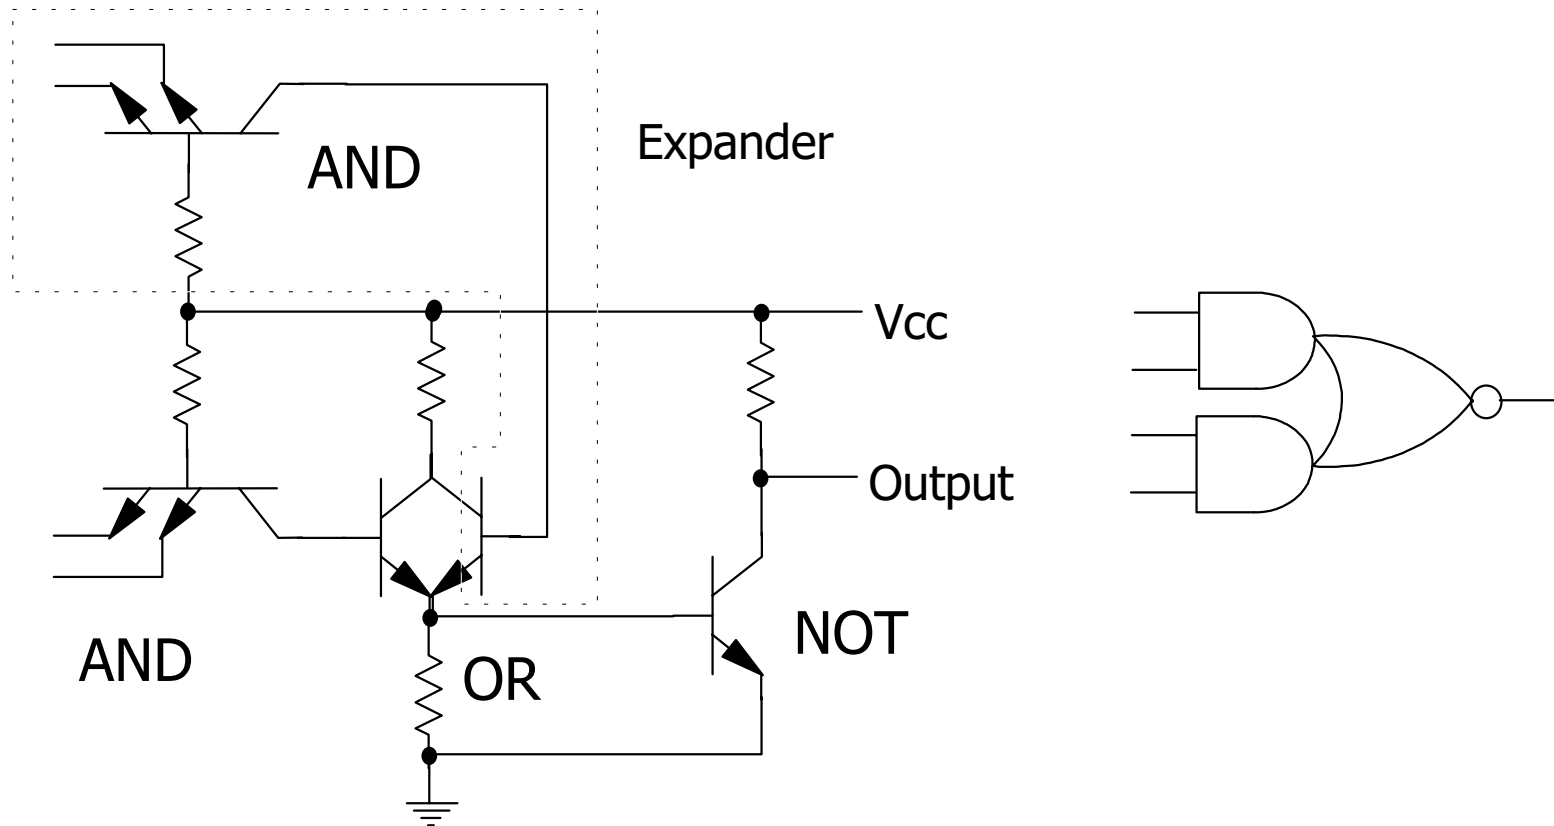 Expander
AND
Vcc
Output
NOT
AND
OR